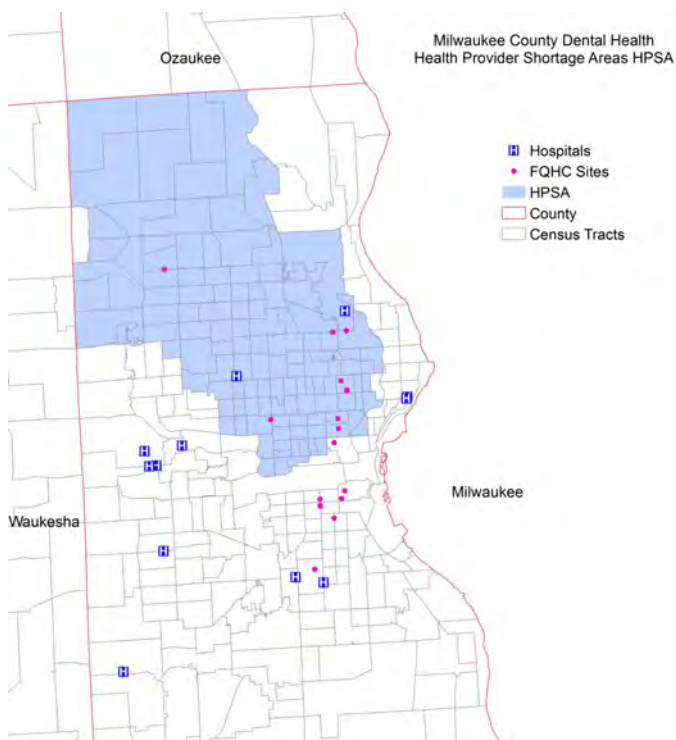 Ozaukee
Milwaukee County Dental Health
Health Provider Shortage Areas HPSA
H Hospitals
FQHC Sites
HPSA
County
Census Tracts
H
H
H
H
H
H H
Milwaukee
Waukesha
H
H
H
H